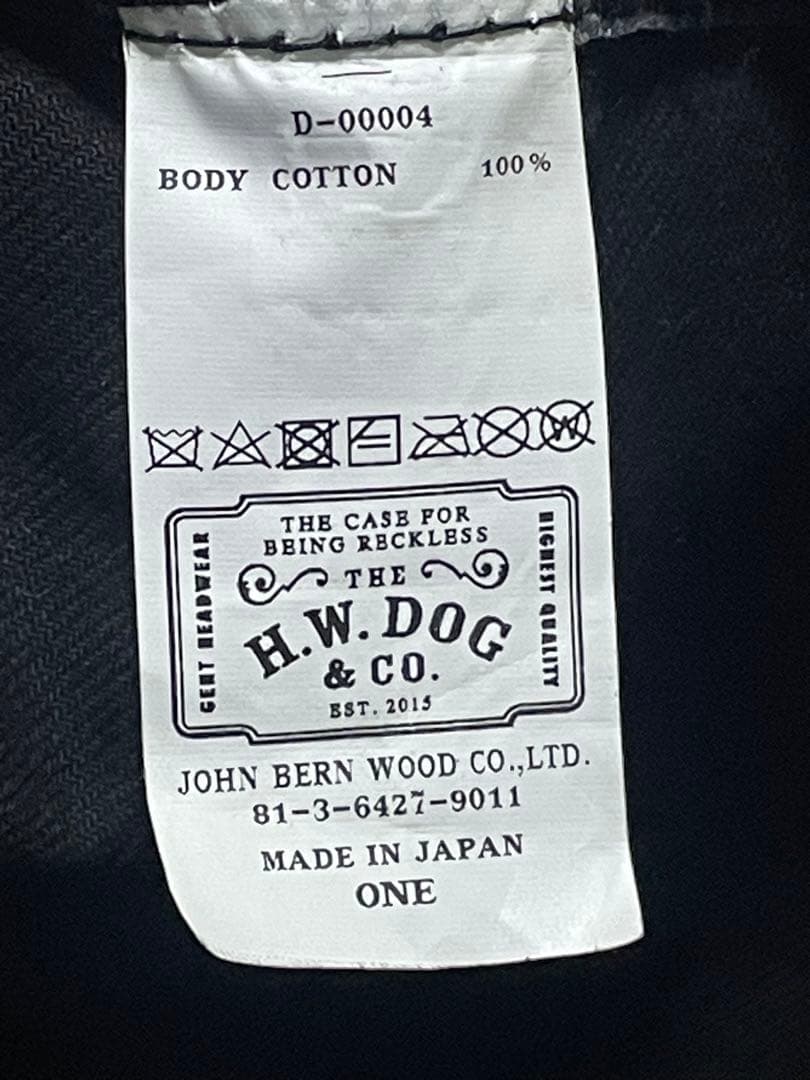 D-00004
BODY COTTON 100%
W
THE CASE FOR
BEING RECKLESS
THE
H.W.DOG
& CO.
EST. 2015
GENT HEADWEAR
HIGHEST QUALITY
JOHN BERN WOOD CO.,LTD.
81-3-6427-9011
MADE IN JAPAN
ONE